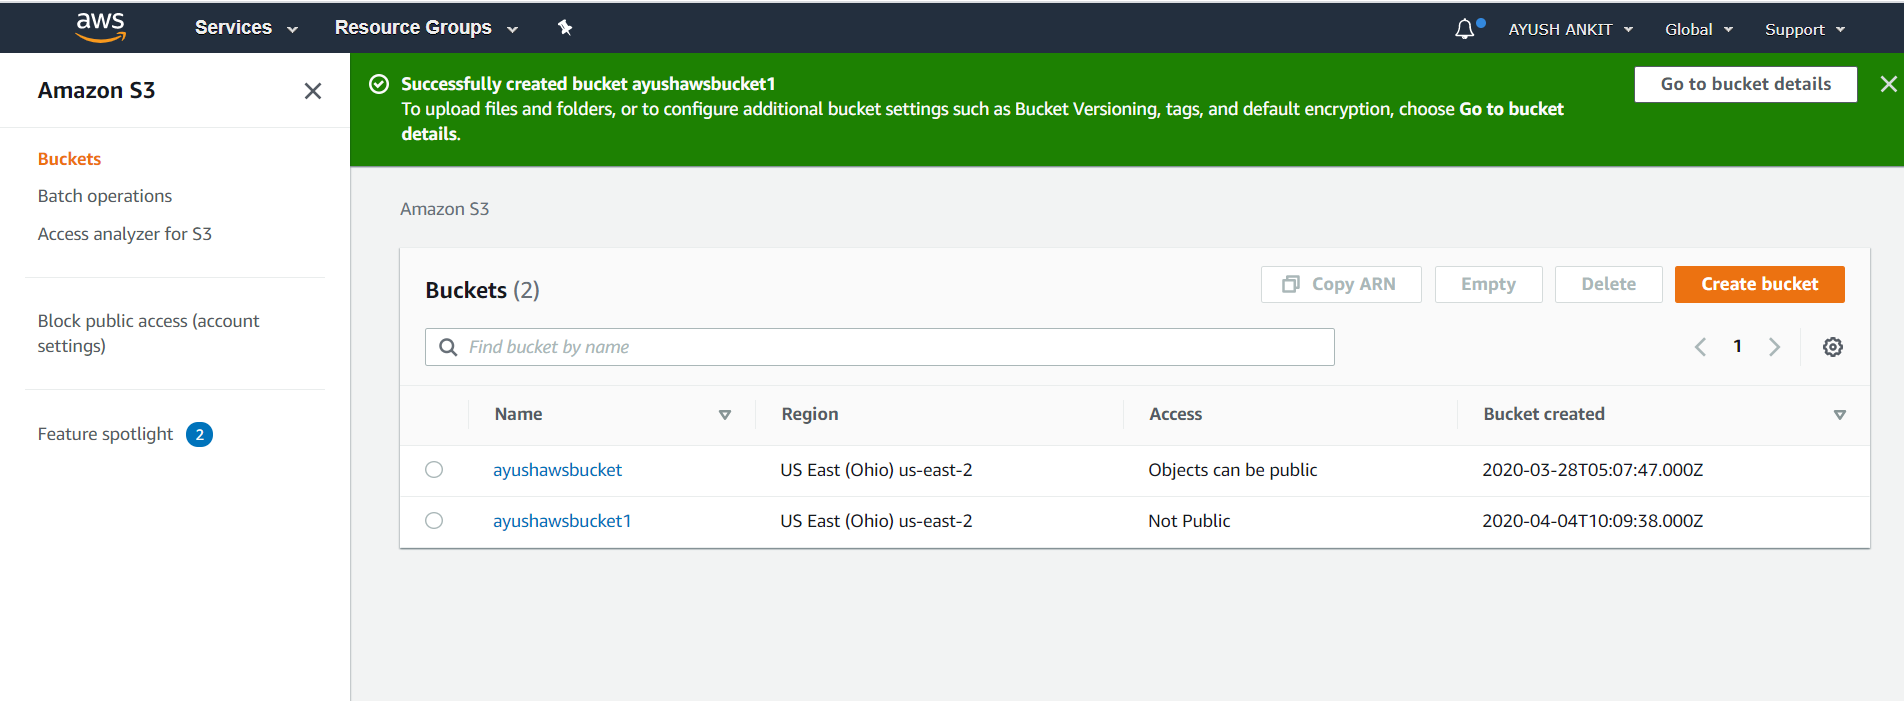 aws
Services
Resource Groups
AYUSH ANKIT
Global
Support
Amazon S3
Buckets
Batch operations
Access analyzer for S3
Block public access (account
settings)
Feature spotlight 2
Successfully created bucket ayushawsbucket1
To upload files and folders, or to configure additional bucket settings such as Bucket Versioning, tags, and default encryption, choose Go to bucket
details.
Go to bucket details
Amazon S3
Buckets (2)
Copy ARN
Empty
Delete
Create bucket
Find bucket by name
1
Name Region Access Bucket created
ayushawsbucket US East (Ohio) us-east-2 Objects can be public 2020-03-28T05:07:47.000Z
ayushawsbucket1 US East (Ohio) us-east-2 Not Public 2020-04-04T10:09:38.000Z